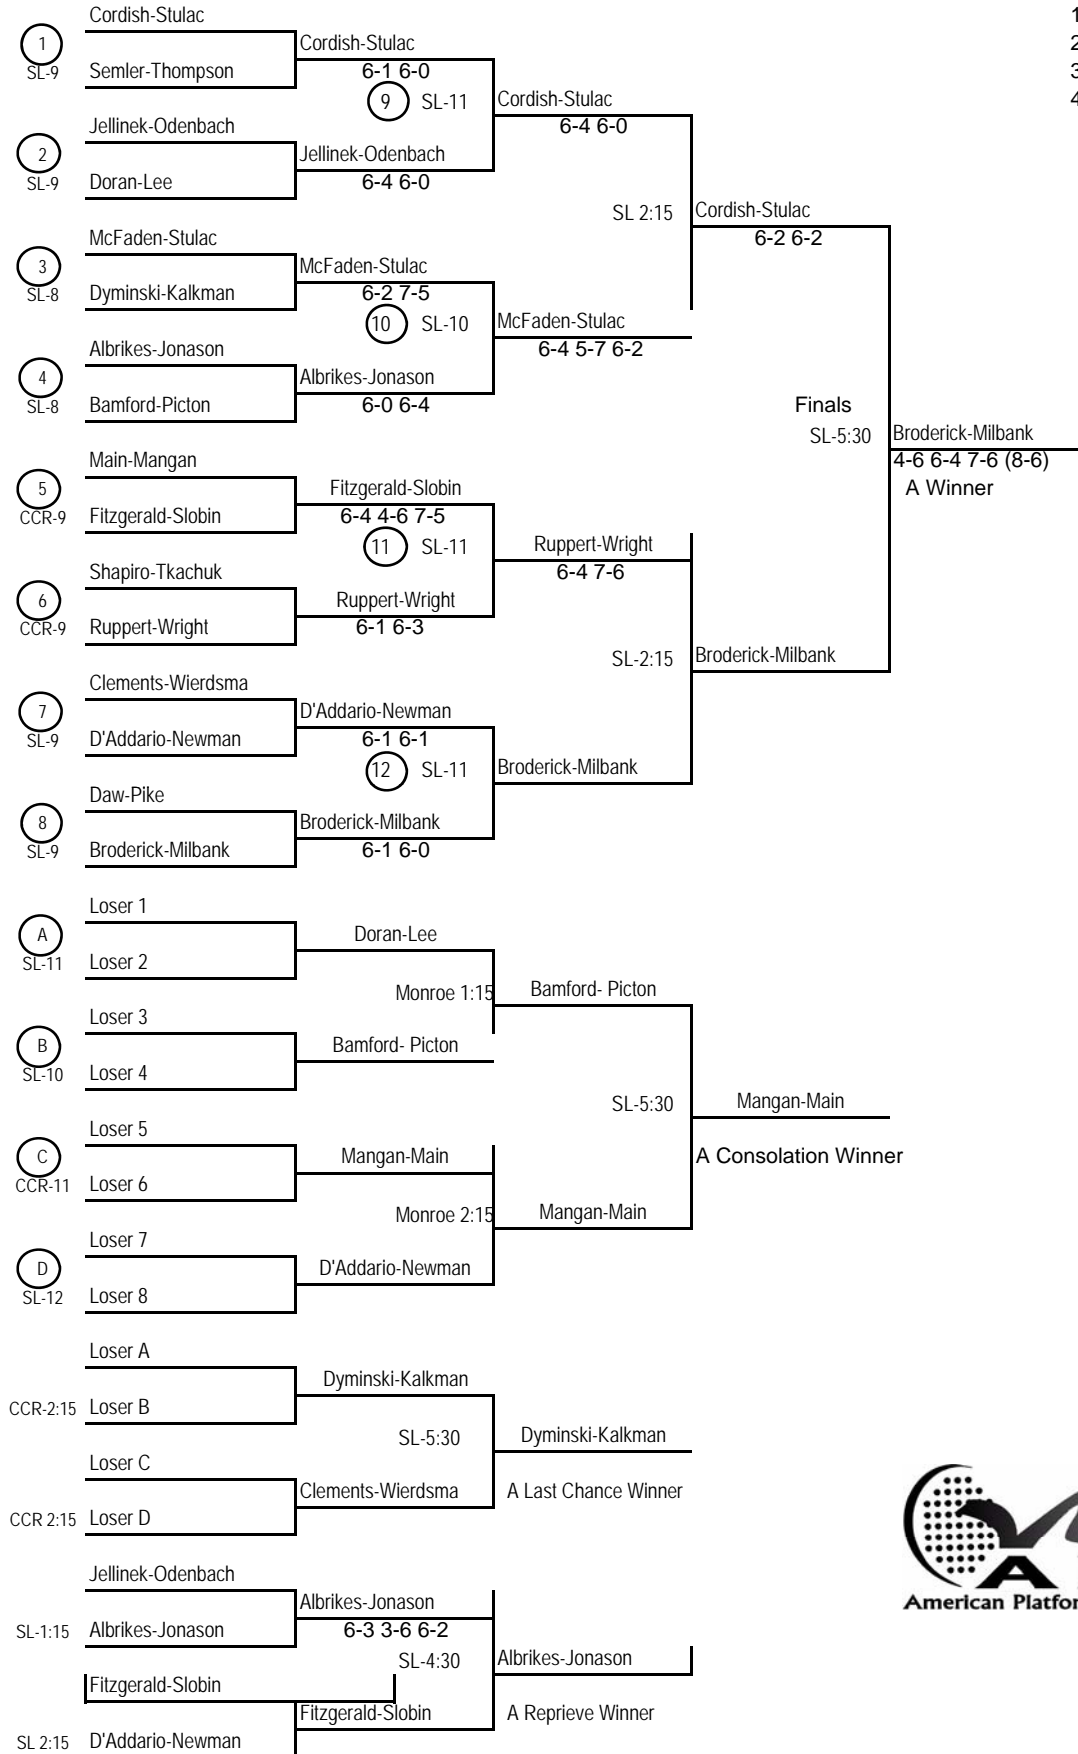 Cordish-Stulac
1
SL-9
Semler-Thompson
Cordish-Stulac
6-1 6-0
9 SL-11
Jellinek-Odenbach
2
SL-9
Doran-Lee
Jellinek-Odenbach
6-4 6-0
Cordish-Stulac
6-4 6-0
McFaden-Stulac
3
SL-8
Dyminski-Kalkman
McFaden-Stulac
6-2 7-5
10 SL-10
Albrikes-Jonason
4
SL-8
Bamford-Picton
Albrikes-Jonason
6-0 6-4
McFaden-Stulac
6-4 5-7 6-2
SL 2:15
Cordish-Stulac
6-2 6-2
Main-Mangan
5
CCR-9
Fitzgerald-Slobin
Fitzgerald-Slobin
6-4 4-6 7-5
11 SL-11
Shapiro-Tkachuk
6
CCR-9
Ruppert-Wright
Ruppert-Wright
6-1 6-3
Ruppert-Wright
6-4 7-6
Clements-Wierdsma
7
SL-9
D'Addario-Newman
D'Addario-Newman
6-1 6-1
12 SL-11
Daw-Pike
8
SL-9
Broderick-Milbank
Broderick-Milbank
6-1 6-0
Broderick-Milbank
SL-2:15
Broderick-Milbank
Finals
SL-5:30
Broderick-Milbank
4-6 6-4 7-6 (8-6)
A Winner
1
2
3
4
Loser 1
A
SL-11
Loser 2
Doran-Lee
Monroe 1:15
Loser 3
B
SL-10
Loser 4
Bamford- Picton
Bamford- Picton
Loser 5
C
CCR-11
Loser 6
Mangan-Main
Monroe 2:15
Loser 7
D
SL-12
Loser 8
D'Addario-Newman
Mangan-Main
SL-5:30
Mangan-Main
A Consolation Winner
Loser A
CCR-2:15 Loser B
Dyminski-Kalkman
SL-5:30
Loser C
CCR 2:15 Loser D
Clements-Wierdsma
Dyminski-Kalkman
A Last Chance Winner
Jellinek-Odenbach
SL-1:15 Albrikes-Jonason
Albrikes-Jonason
6-3 3-6 6-2
SL-4:30
Fitzgerald-Slobin
SL 2:15 D'Addario-Newman
Fitzgerald-Slobin
Albrikes-Jonason
A Reprieve Winner
A
American Platfor